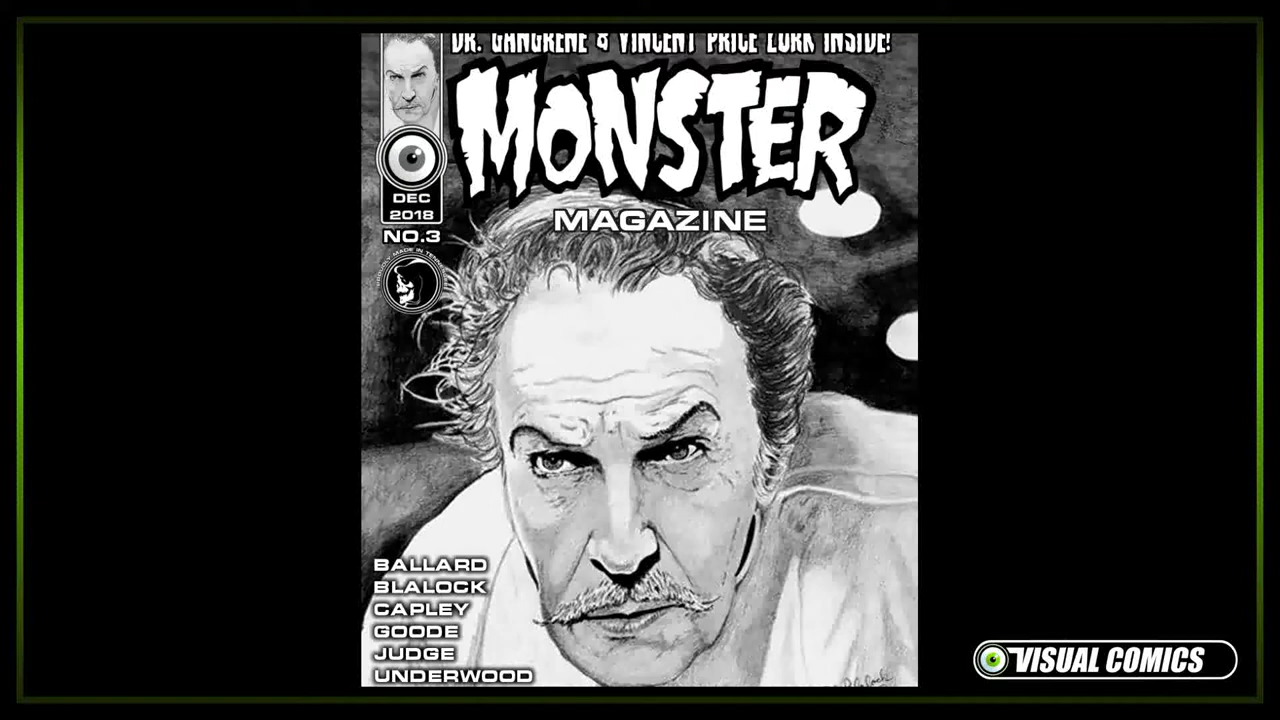 DR. GANGRENE & VINCENT PRICE LURK INSIDE!
MONSTER
MAGAZINE
DEC
2018
NO.3
BALLARD
BLALOCK
CAPLEY
GOODE
JUDGE
UNDERWOOD
VISUAL COMICS